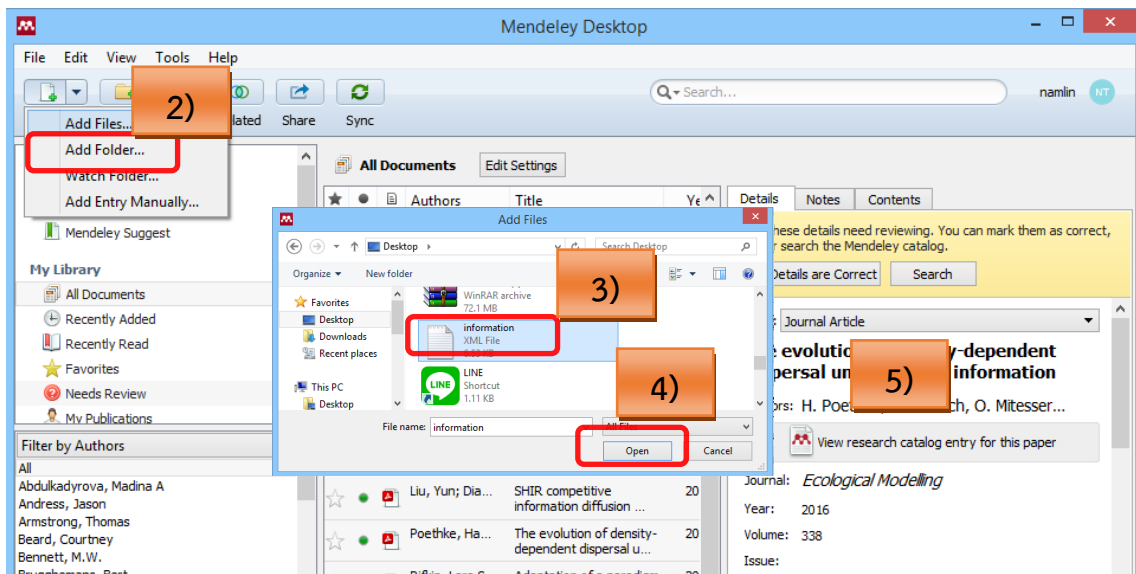 Mendeley Desktop
File Edit View Tools Help
2)
lated Share Sync
Search...
namlin NT
Add Files...
Add Folder...
Watch Folder...
Add Entry Manually...
Mendeley Suggest
My Library
All Documents
Recently Added
Recently Read
Favorites
Needs Review
My Publications
Filter by Authors
All
Abdulkadyrova, Madina A
Andress, Jason
Armstrong, Thomas
Beard, Courtney
Bennett, M.W.
All Documents Edit Settings
Authors Title
Add Files
Desktop
Search Desktop
Organize New folder
3)
Favorites
Desktop
Downloads
Recent places
This PC
Desktop
WinRAR archive
72.1 MB
information
XML File
LINE
LINE
Shortcut
1.11 KB
4)
File name: information
All Files
Open Cancel
Liu, Yun; Dia... SHIR competitive information diffusion ... 20
Poethke, Ha... The evolution of density-dependent dispersal u... 20
Details Notes Contents
hese details need reviewing. You can mark them as correct,
search the Mendeley catalog.
Details are Correct Search
Journal Article
evolutio y-dependent
persal un information
5)
ors: H. Poet ch, O. Mitesser...
View research catalog entry for this paper
Journal: Ecological Modelling
Year: 2016
Volume: 338
Issue: